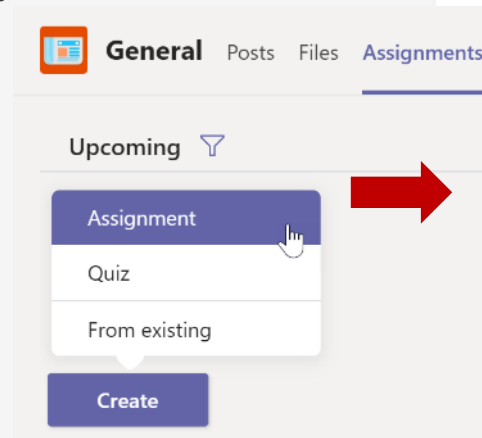 General Posts Files Assignments
Upcoming
Assignment
Quiz
From existing
Create